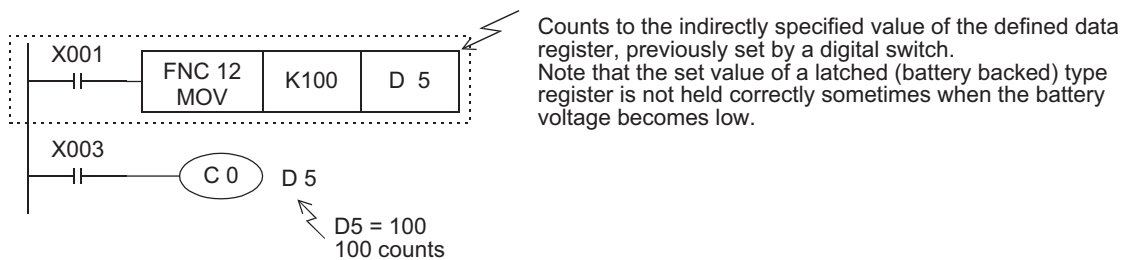 X001
FNC 12
MOV
K100
D 5
Counts to the indirectly specified value of the defined data
register, previously set by a digital switch.
Note that the set value of a latched (battery backed) type
register is not held correctly sometimes when the battery
voltage becomes low.
X003
C 0
D 5
D5 = 100
100 counts